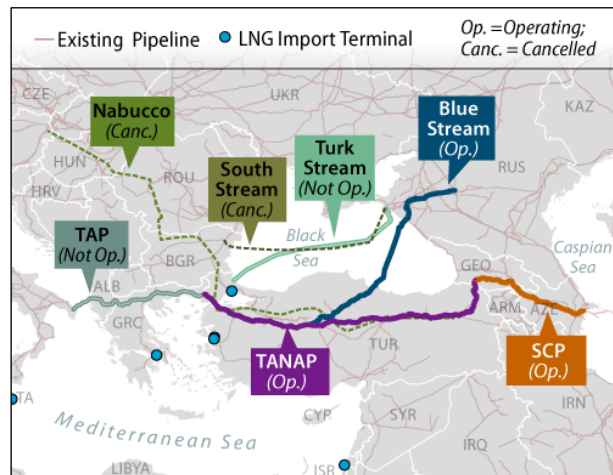 Existing Pipeline
LNG Import Terminal
Op. =Operating;
Canc. = Cancelled
CZE
UKR
KAZ
Nabucco
(Canc.)
Blue
Stream
(Op.)
HUN
ROU
South
Stream
(Canc.)
Turk
Stream
(Not Op.)
RUS
HRV
TAP
(Not Op.)
Black
Sea
Caspian
Sea
BGR
ALB
GEO
ARM
AZE
GRC
TANAP
(Op.)
TUR
SCP
(Op.)
TA
Mediterranean Sea
CYP
SYR
IRN
IRQ
LIBYA
ISR